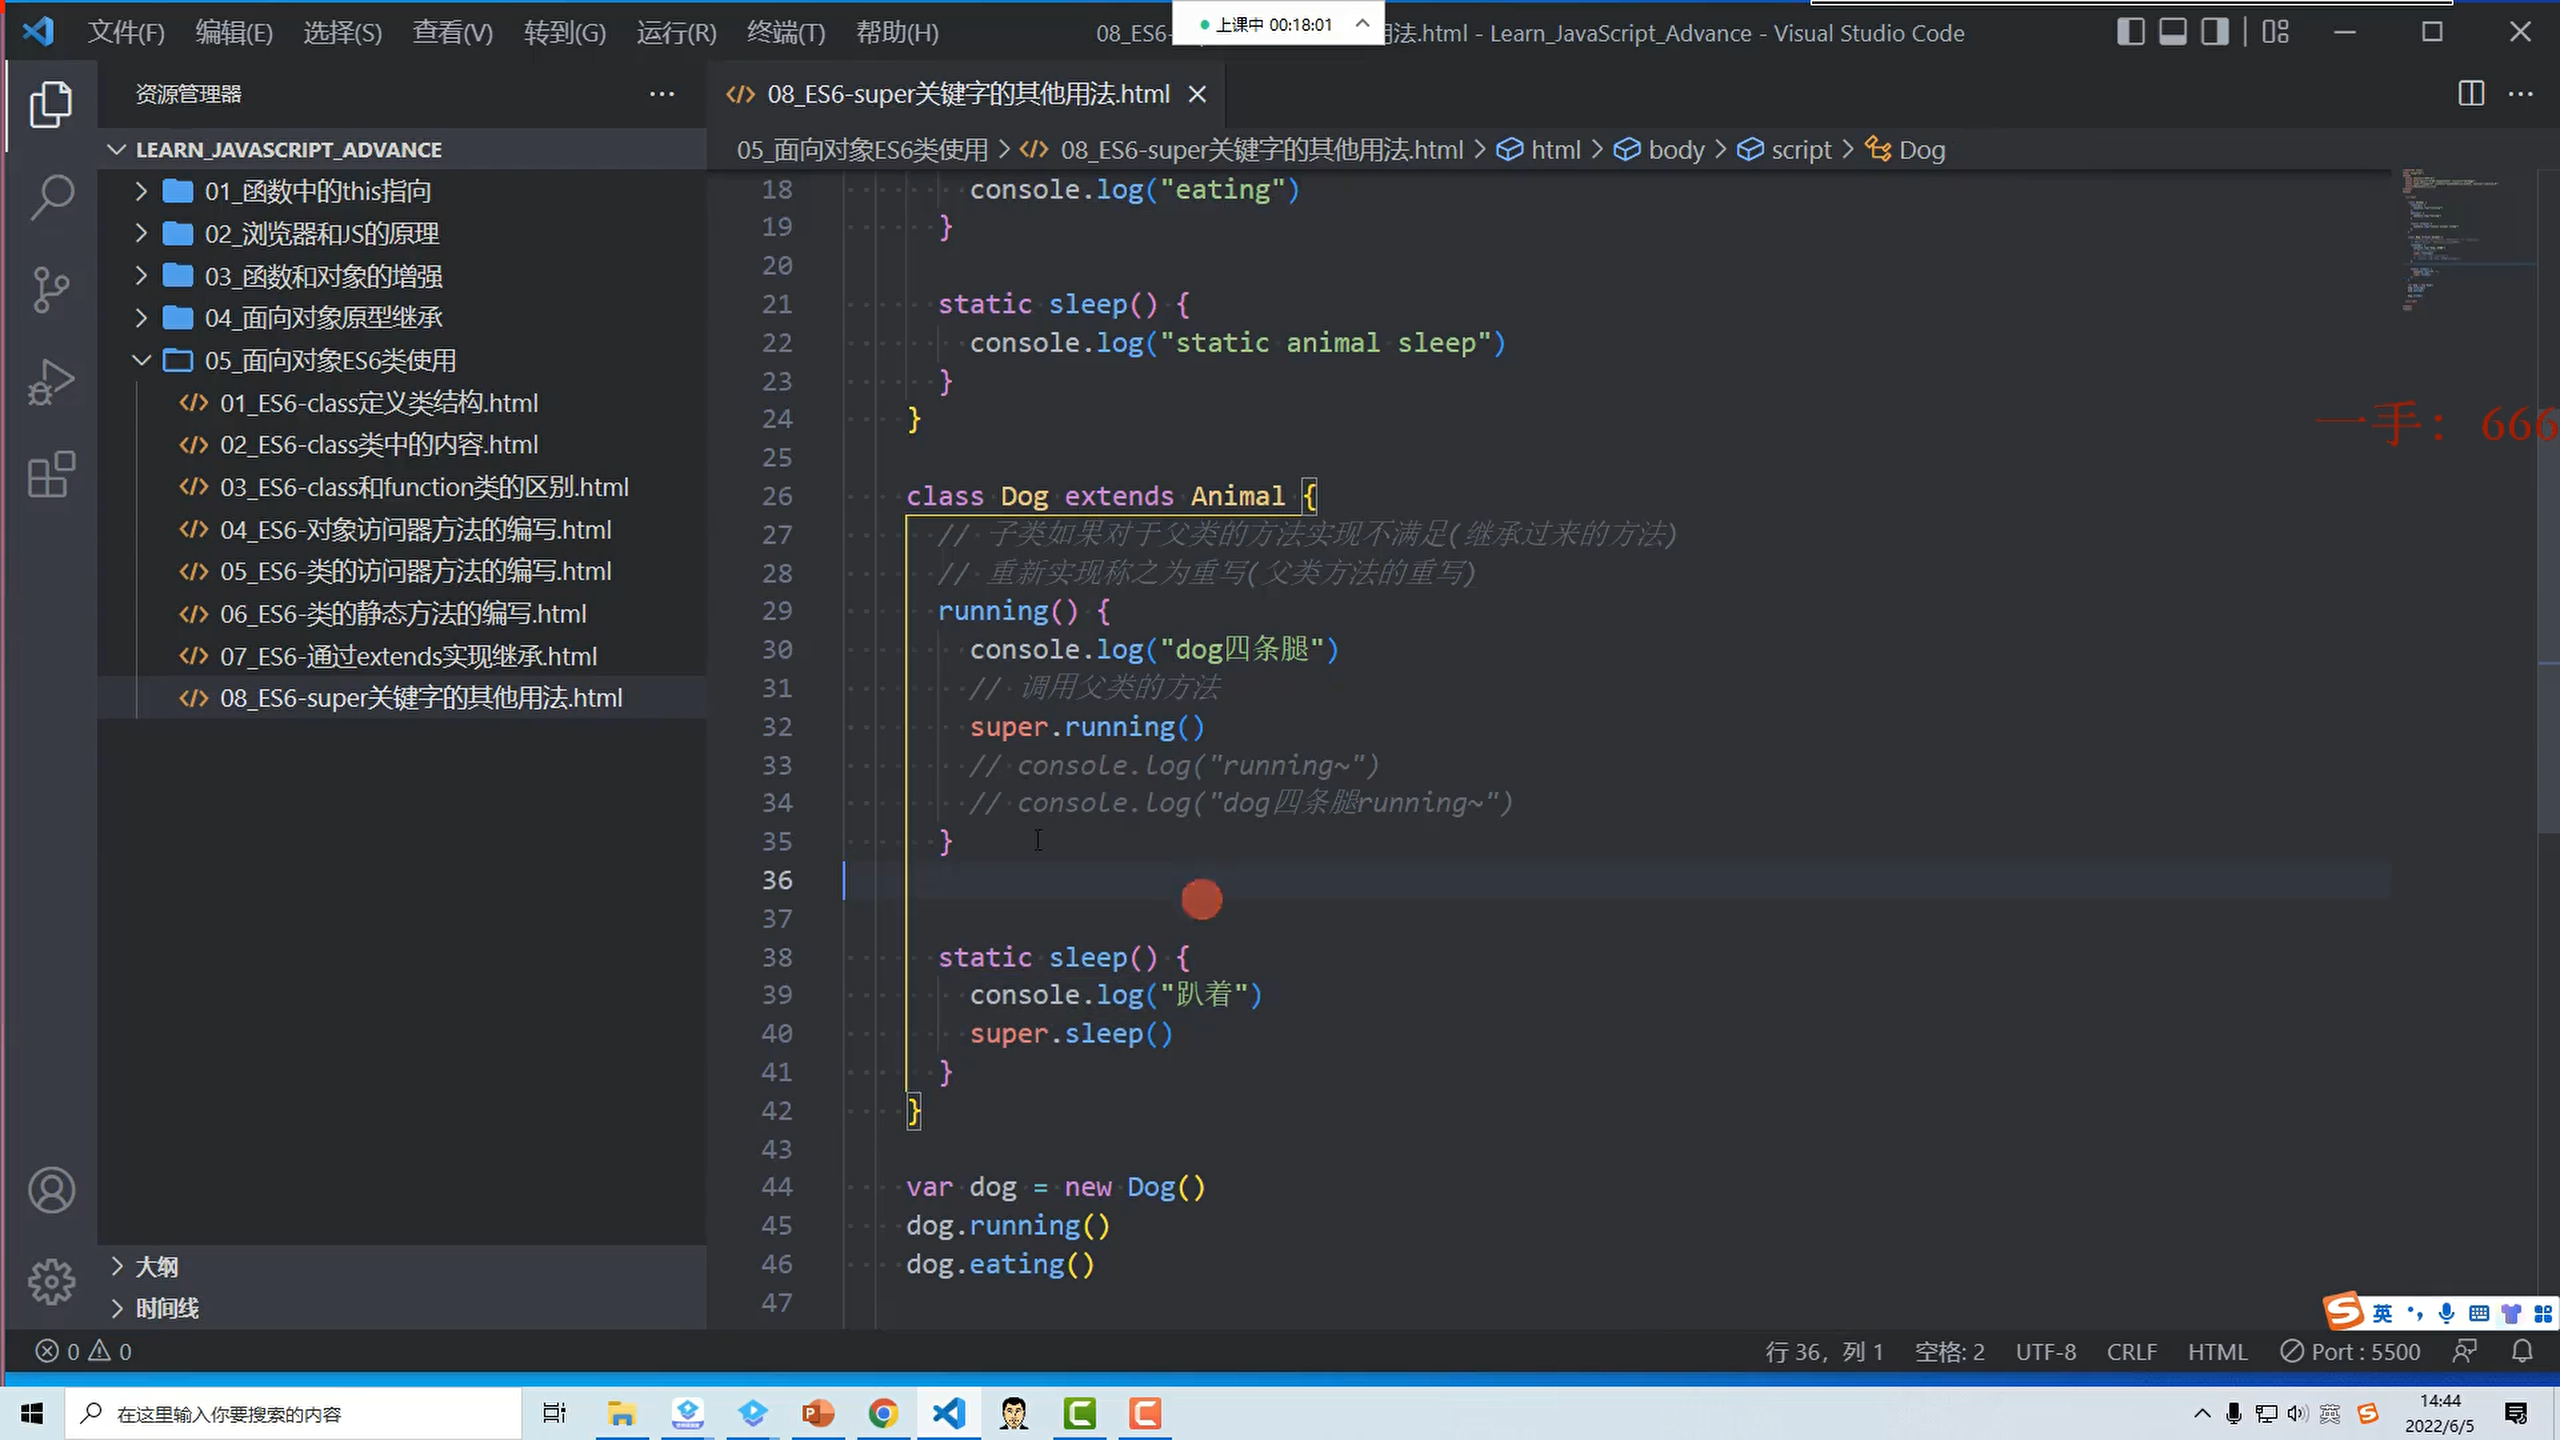 文件(F) 编辑(E) 选择(S) 查看(V) 转到(G) 运行(R) 终端(T) 帮助(H)
08_ES6- 法.html - Learn_JavaScript_Advance - Visual Studio Code
上课中 00:18:01
资源管理器
08_ES6-super关键字的其他用法.html
LEARN_JAVASCRIPT_ADVANCE
05_面向对象ES6类使用 > 08_ES6-super关键字的其他用法.html > html > body > script > Dog
01_函数中的this指向
02_浏览器和JS的原理
03_函数和对象的增强
04_面向对象原型继承
05_面向对象ES6类使用
01_ES6-class定义类结构.html
02_ES6-class类中的内容.html
03_ES6-class和function类的区别.html
04_ES6-对象访问器方法的编写.html
05_ES6-类的访问器方法的编写.html
06_ES6-类的静态方法的编写.html
07_ES6-通过extends实现继承.html
08_ES6-super关键字的其他用法.html
大纲
时间线
18 console.log("eating")
19 }
20
21 static sleep() {
22 console.log("static animal sleep")
23 }
24 }
25
26 class Dog extends Animal {
27 // 子类如果对于父类的方法实现不满足(继承过来的方法)
28 // 重新实现称之为重写(父类方法的重写)
29 running() {
30 console.log("dog四条腿")
31 // 调用父类的方法
32 super.running()
33 // console.log("running~")
34 // console.log("dog四条腿running~")
35 }
36
37
38 static sleep() {
39 console.log("趴着")
40 super.sleep()
41 }
42 }
43
44 var dog = new Dog()
45 dog.running()
46 dog.eating()
47
一手：666
英
0 0
行 36，列 1 空格: 2 UTF-8 CRLF HTML Port : 5500
在这里输入你要搜索的内容
英
14:44
2022/6/5